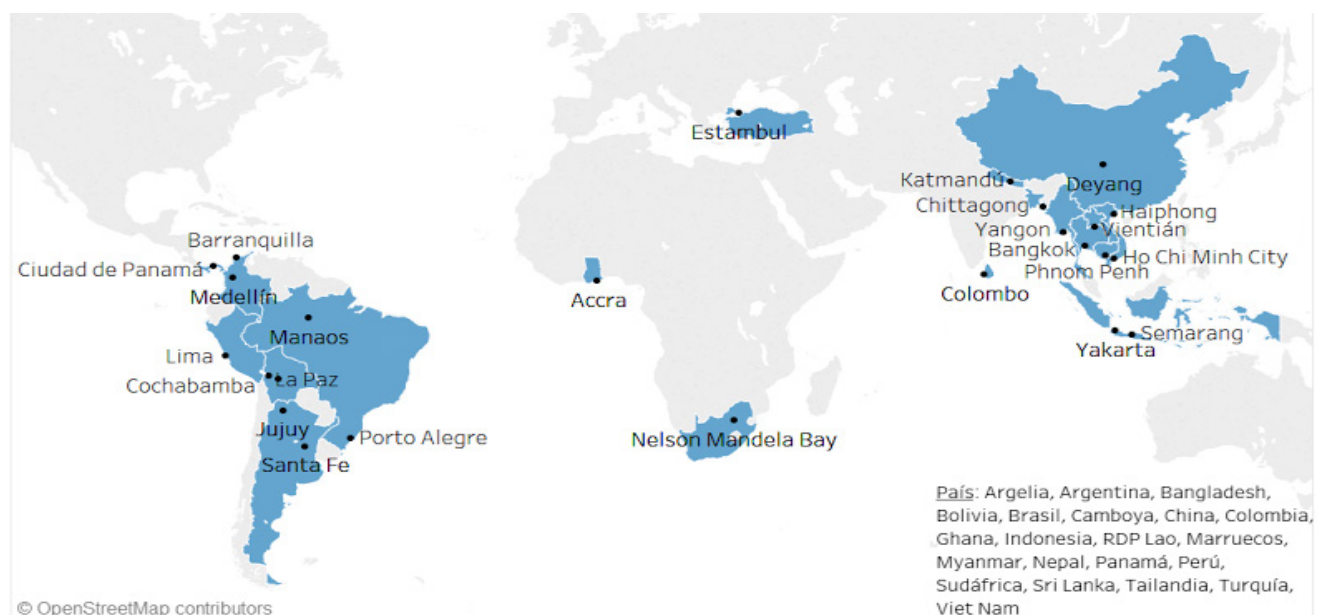 Estambul
Katmandú
Deyang
Chittagong
Haiphong
Yangon
Vientián
Barranquilla
Bangkok
Ho Chi Minh City
Ciudad de Panamá
Phnom Penh
Medellín
Accra
Colombo
Manaos
Semarang
Lima
Yakarta
Cochabamba
La Paz
Jujuy
Porto Alegre
Nelson Mandela Bay
Santa Fe
País: Argelia, Argentina, Bangladesh,
Bolivia, Brasil, Camboya, China, Colombia,
Ghana, Indonesia, RDP Lao, Marruecos,
Myanmar, Nepal, Panamá, Perú,
Sudáfrica, Sri Lanka, Tailandia, Turquía,
Viet Nam
© OpenStreetMap contributors